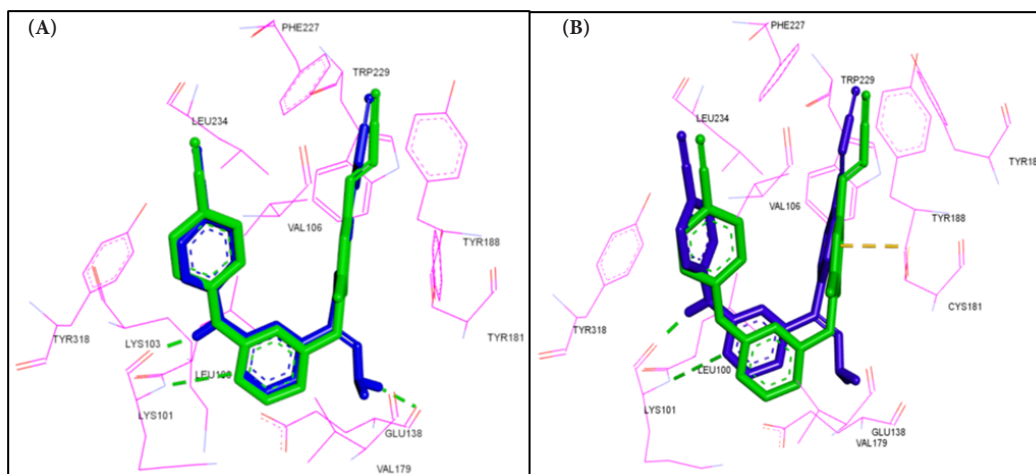 (A)
PHE227
TRP229
LEU234
VAL106
TYR188
TYR318
LYS103
TYR181
LEU100
LYS101
GLU138
VAL179
(B)
PHE227
TRP229
LEU234
TYR18
VAL106
TYR188
CYS181
TYR318
LEU100
LYS101
GLU138
VAL179